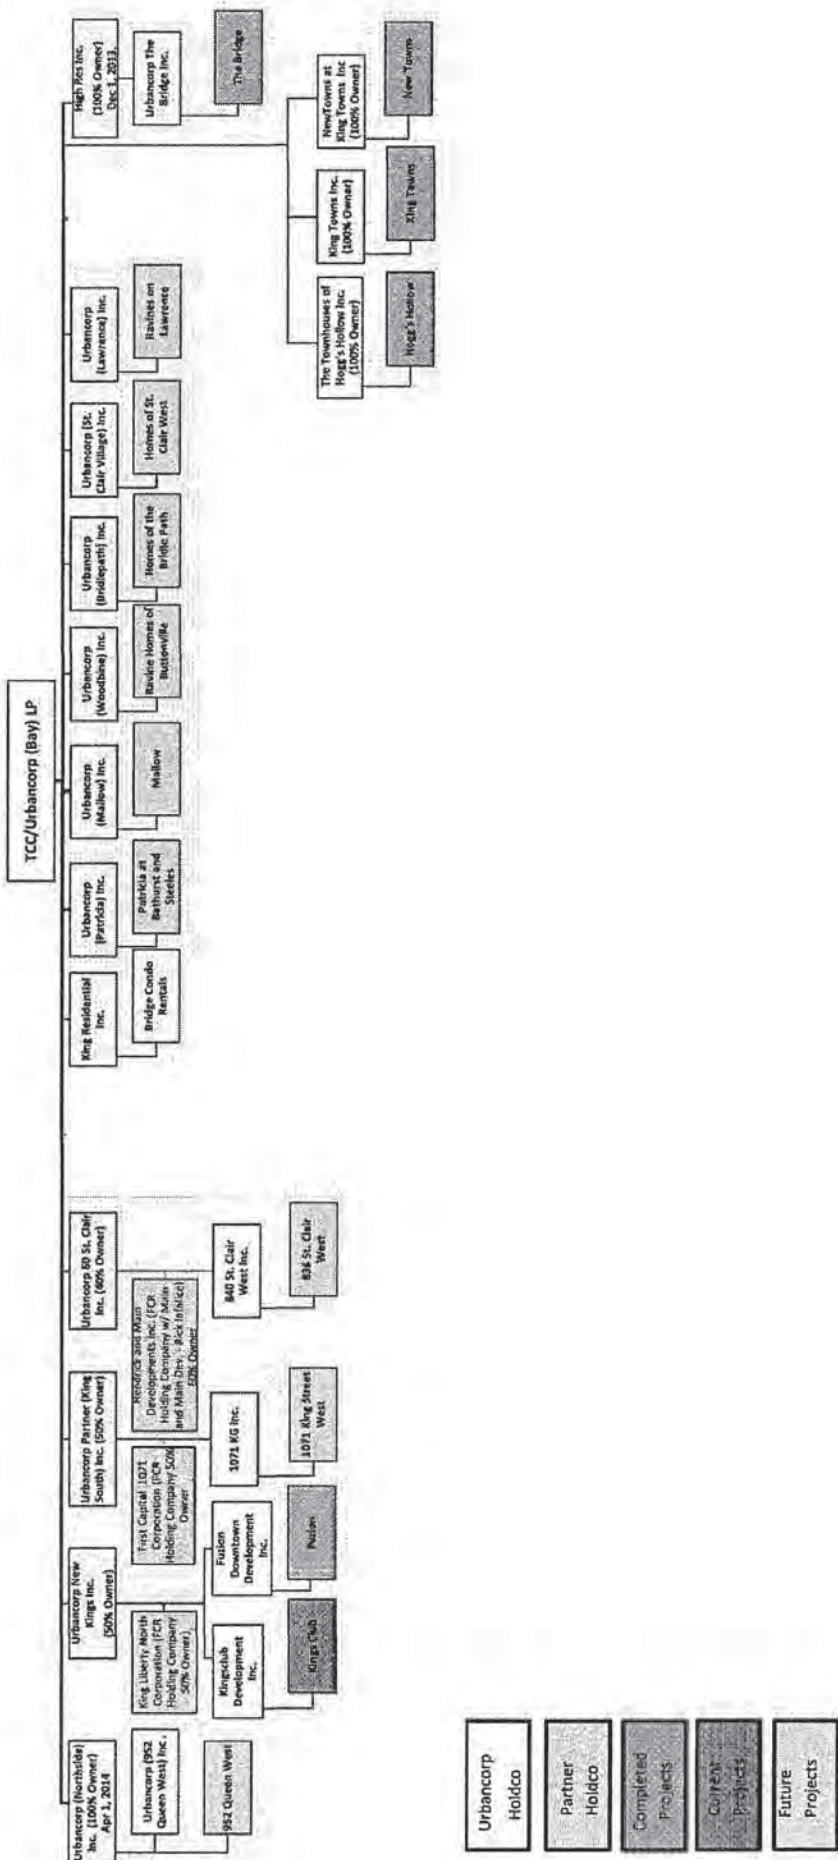 TCC/Urbancorp (Bay) LP
Urbancorp (Northside)
Inc. (100% Owner)
Apr 1, 2014
Urbancorp (952
Queen West) Inc.
952 Queen West
Urbancorp New
Kings Inc.
(50% Owner)
King Liberty North
Corporation (FCR
Holding Company
50% Owner)
Kingsclub
Development
Inc.
Kings Club
Fuzion
Downtown
Development
Inc.
Fuzion
Urbancorp Partner (King
South) Inc. (50% Owner)
First Capital 1071
Corporation (FCR
Holding Company 50%
Owner
1071 KG Inc.
1071 King Street
West
Urbancorp 60 St. Clair
Inc. (40% Owner)
Hendrick and Main
Developments Inc. (FCR
Holding Company w/ Main
and Main Dev. - Rick Iafelice)
60% Owner
840 St. Clair
West Inc.
836 St. Clair
West
King Residential
Inc.
Bridge Condo
Rentals
Urbancorp
(Patricia) Inc.
Patricia at
Bathurst and
Steeles
Urbancorp
(Mallow) Inc.
Mallow
Urbancorp
(Woodbine) Inc.
Ravine Homes of
Buttonville
Urbancorp
(Bridlepath) Inc.
Homes of the
Bridle Path
Urbancorp (St.
Clair Village) Inc.
Homes of St.
Clair West
Urbancorp
(Lawrence) Inc.
Ravines on
Lawrence
High Res Inc.
(100% Owner)
Dec 1, 2013.
Urbancorp The
Bridge Inc.
The Bridge
The Townhouses of
Hogg's Hollow Inc.
(100% Owner)
Hogg's Hollow
King Towns Inc.
(100% Owner)
King Towns
NewTowns at
King Towns Inc
(100% Owner)
New Towns
Urbancorp
Holdco
Partner
Holdco
Completed
Projects
Current
Projects
Future
Projects